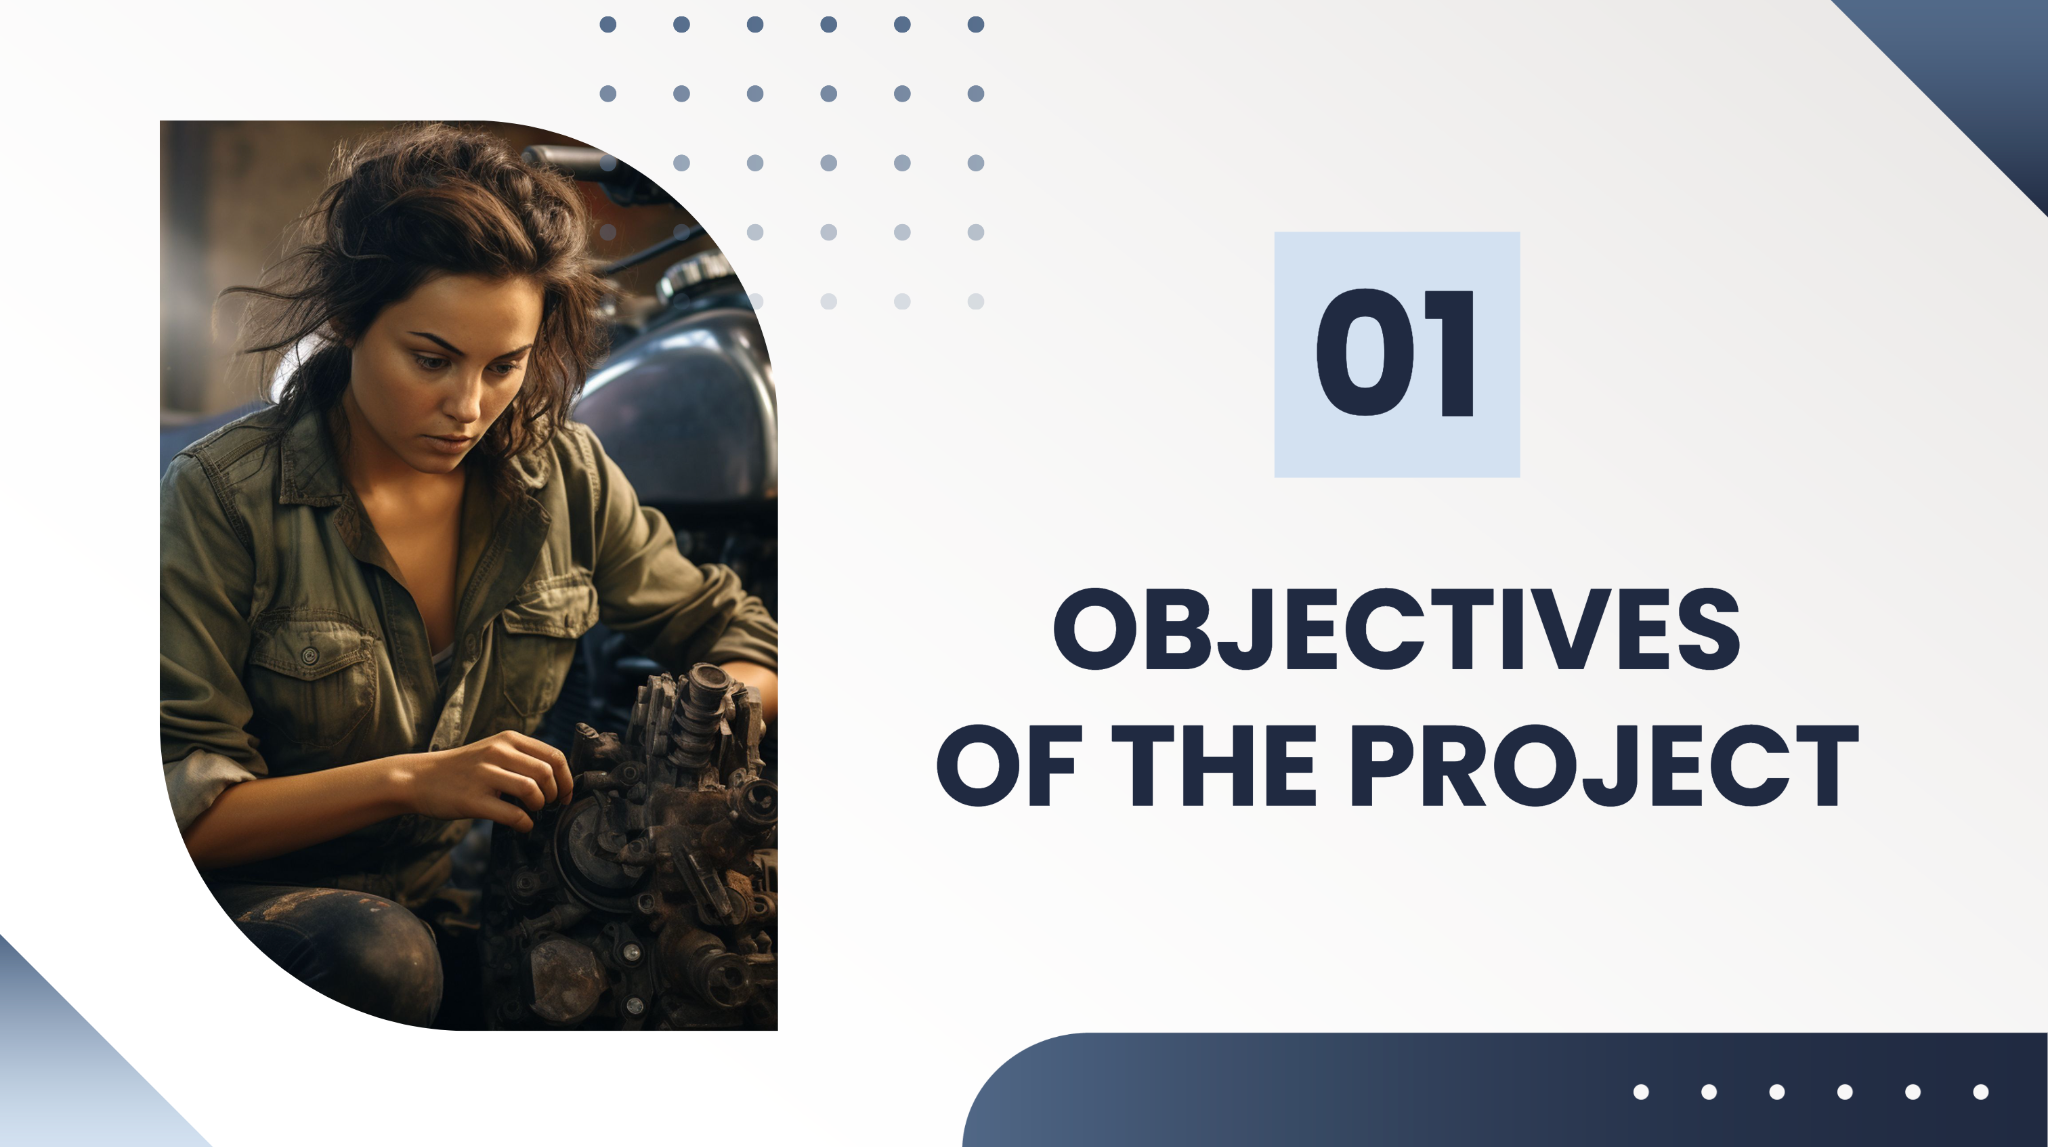 01
OBJECTIVES
OF THE PROJECT